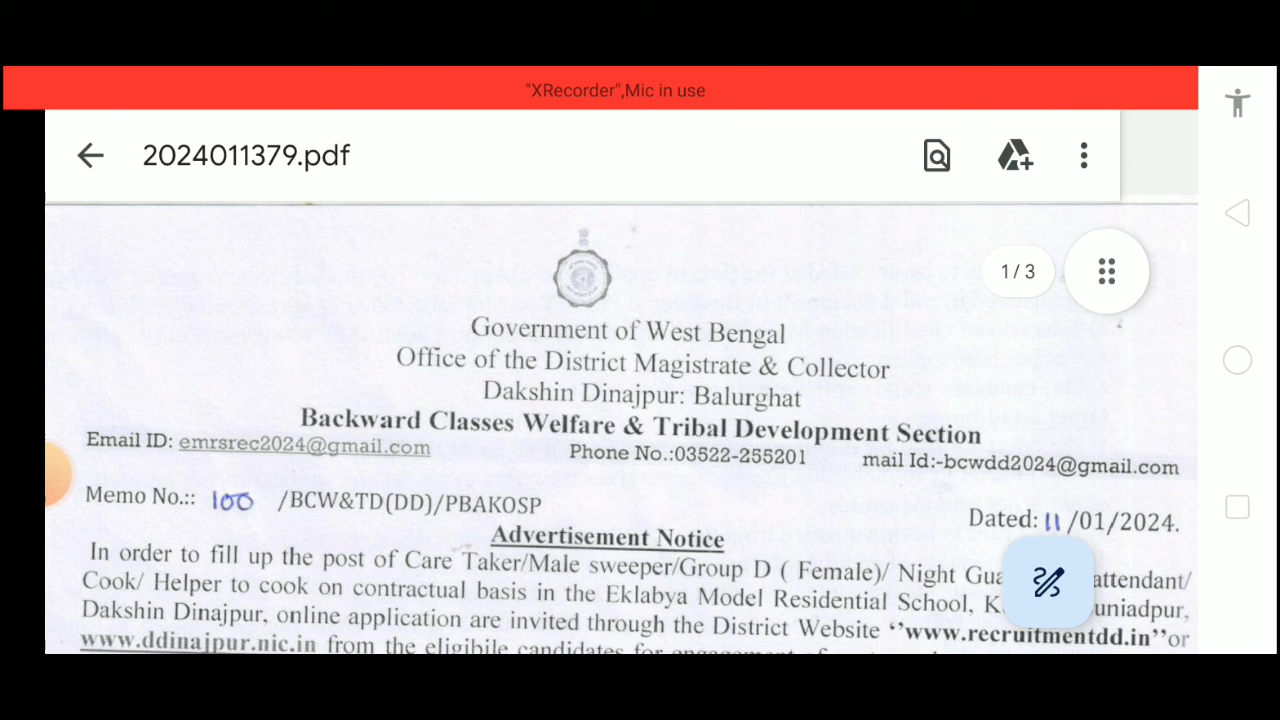 "XRecorder",Mic in use
2024011379.pdf
1/3
Government of West Bengal
Office of the District Magistrate & Collector
Dakshin Dinajpur: Balurghat
Backward Classes Welfare & Tribal Development Section
Email ID: emrsrec2024@gmail.com Phone No.:03522-255201 mail Id:-bcwdd2024@gmail.com
Memo No.:: 100 /BCW&TD(DD)/PBAKOSP Dated: 11/01/2024.
Advertisement Notice
In order to fill up the post of Care Taker/Male sweeper/Group D ( Female)/ Night attendant/
Cook/ Helper to cook on contractual basis in the Eklabya Model Residential School,
Dakshin Dinajpur, online application are invited through the District Website ‘’www.recruitmentdd.in’’or
www.ddinajpur.nic.in from the eligible candidates for engagement of